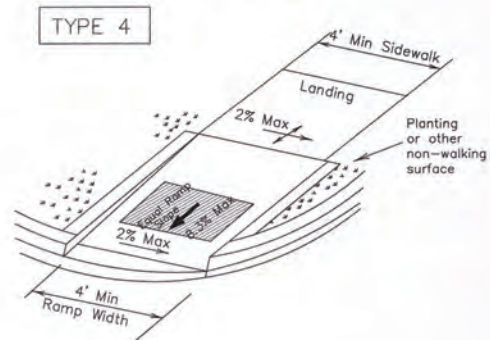 TYPE 4
4' Min Sidewalk
Landing
2% Max
Planting
or other
non-walking
surface
Equal Ramp
Slope
8.3% Max
2% Max
4' Min
Ramp Width